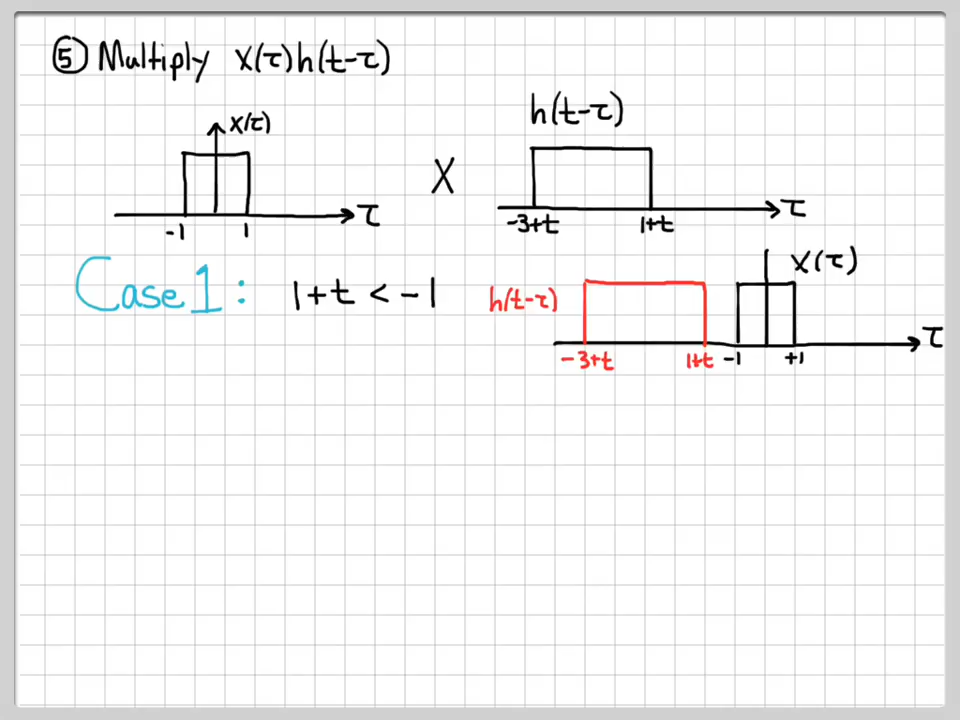 ⑤ Multiply x(τ)h(t-τ)
x(τ)
h(t-τ)
X
τ
τ
-1 1
-3+t 1+t
Case 1: 1+t < -1
x(τ)
h(t-τ)
τ
-3+t 1+t -1 +1